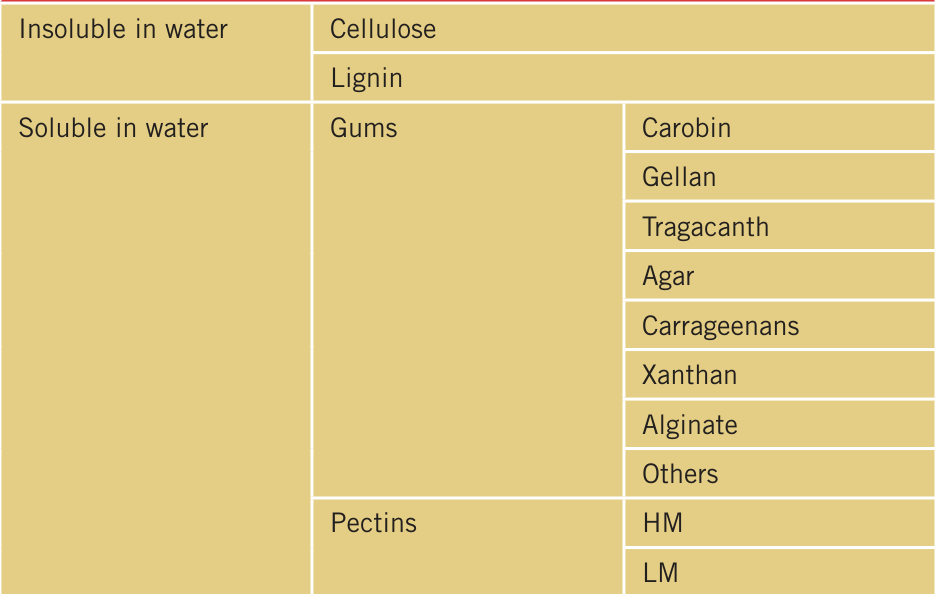 Insoluble in water
Cellulose
Lignin
Soluble in water
Gums
Carobin
Gellan
Tragacanth
Agar
Carrageenans
Xanthan
Alginate
Others
Pectins
HM
LM